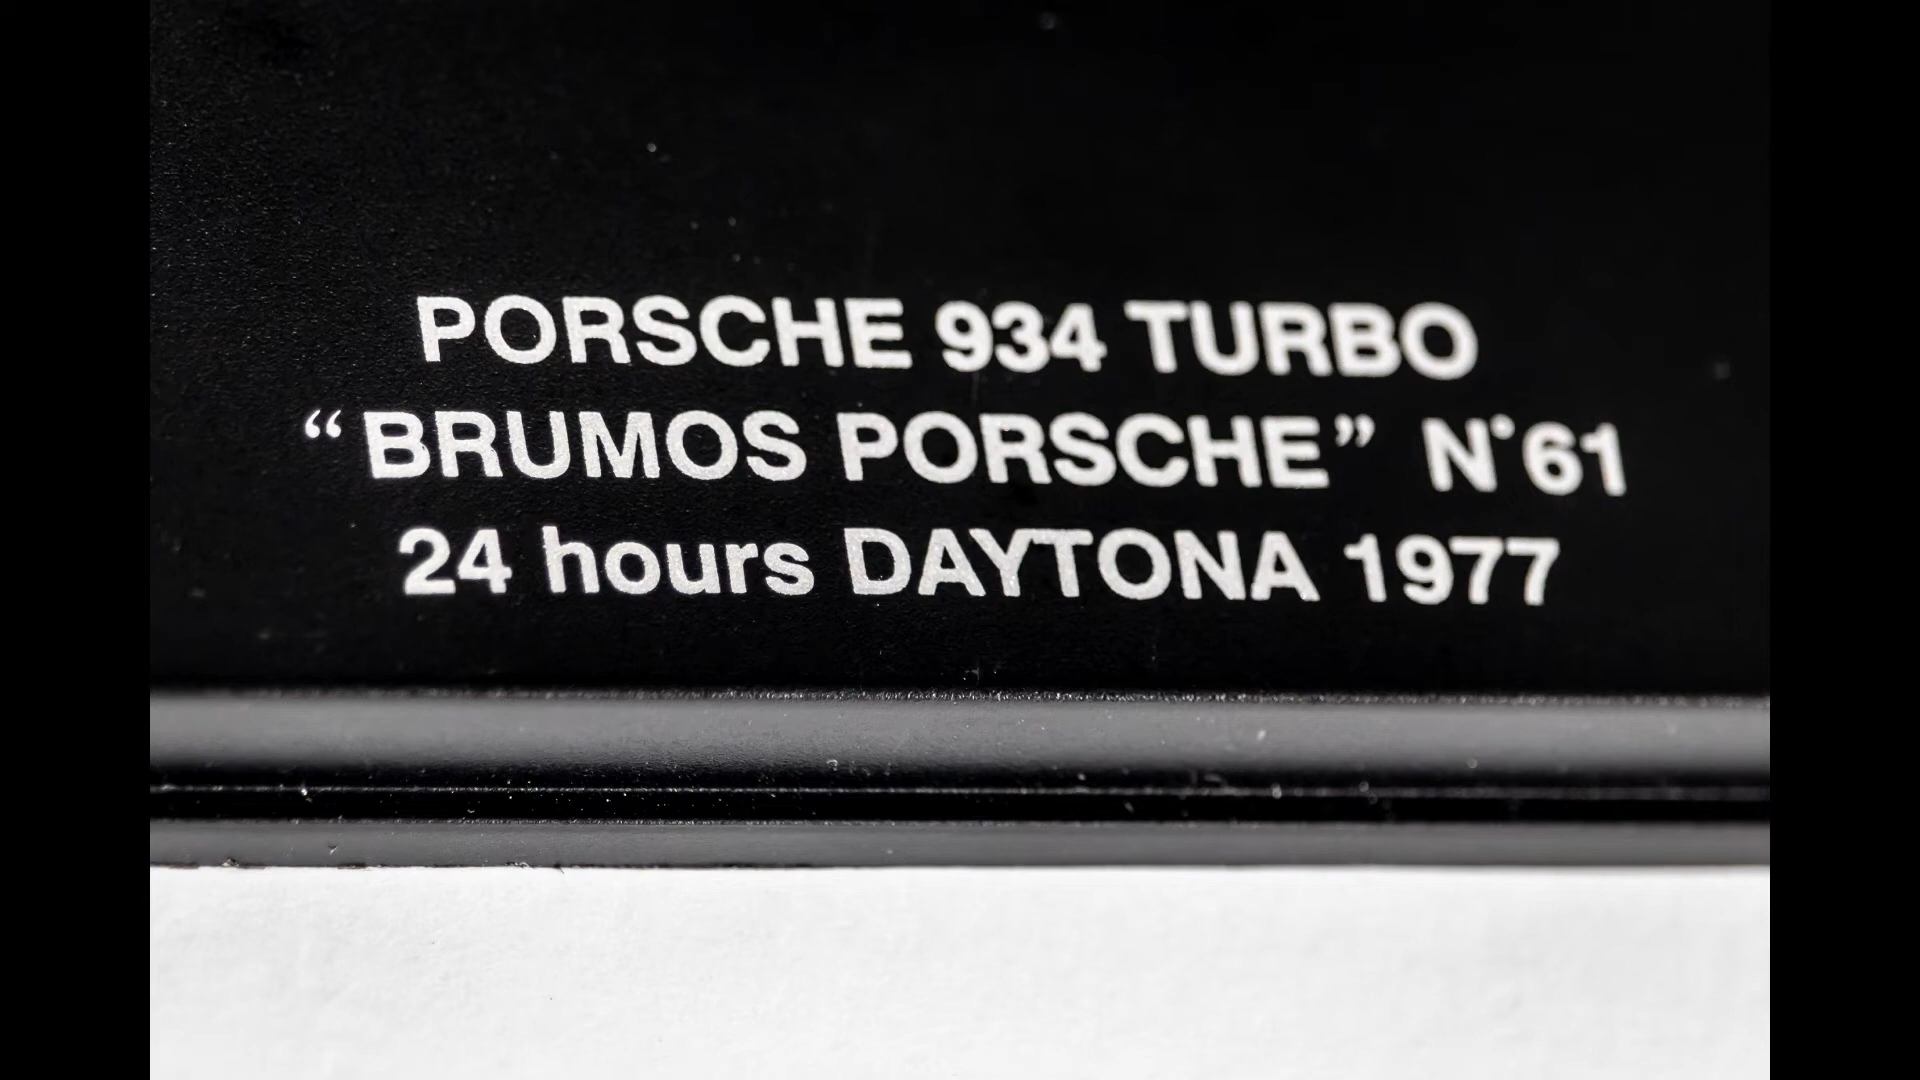 PORSCHE 934 TURBO
“BRUMOS PORSCHE” N°61
24 hours DAYTONA 1977